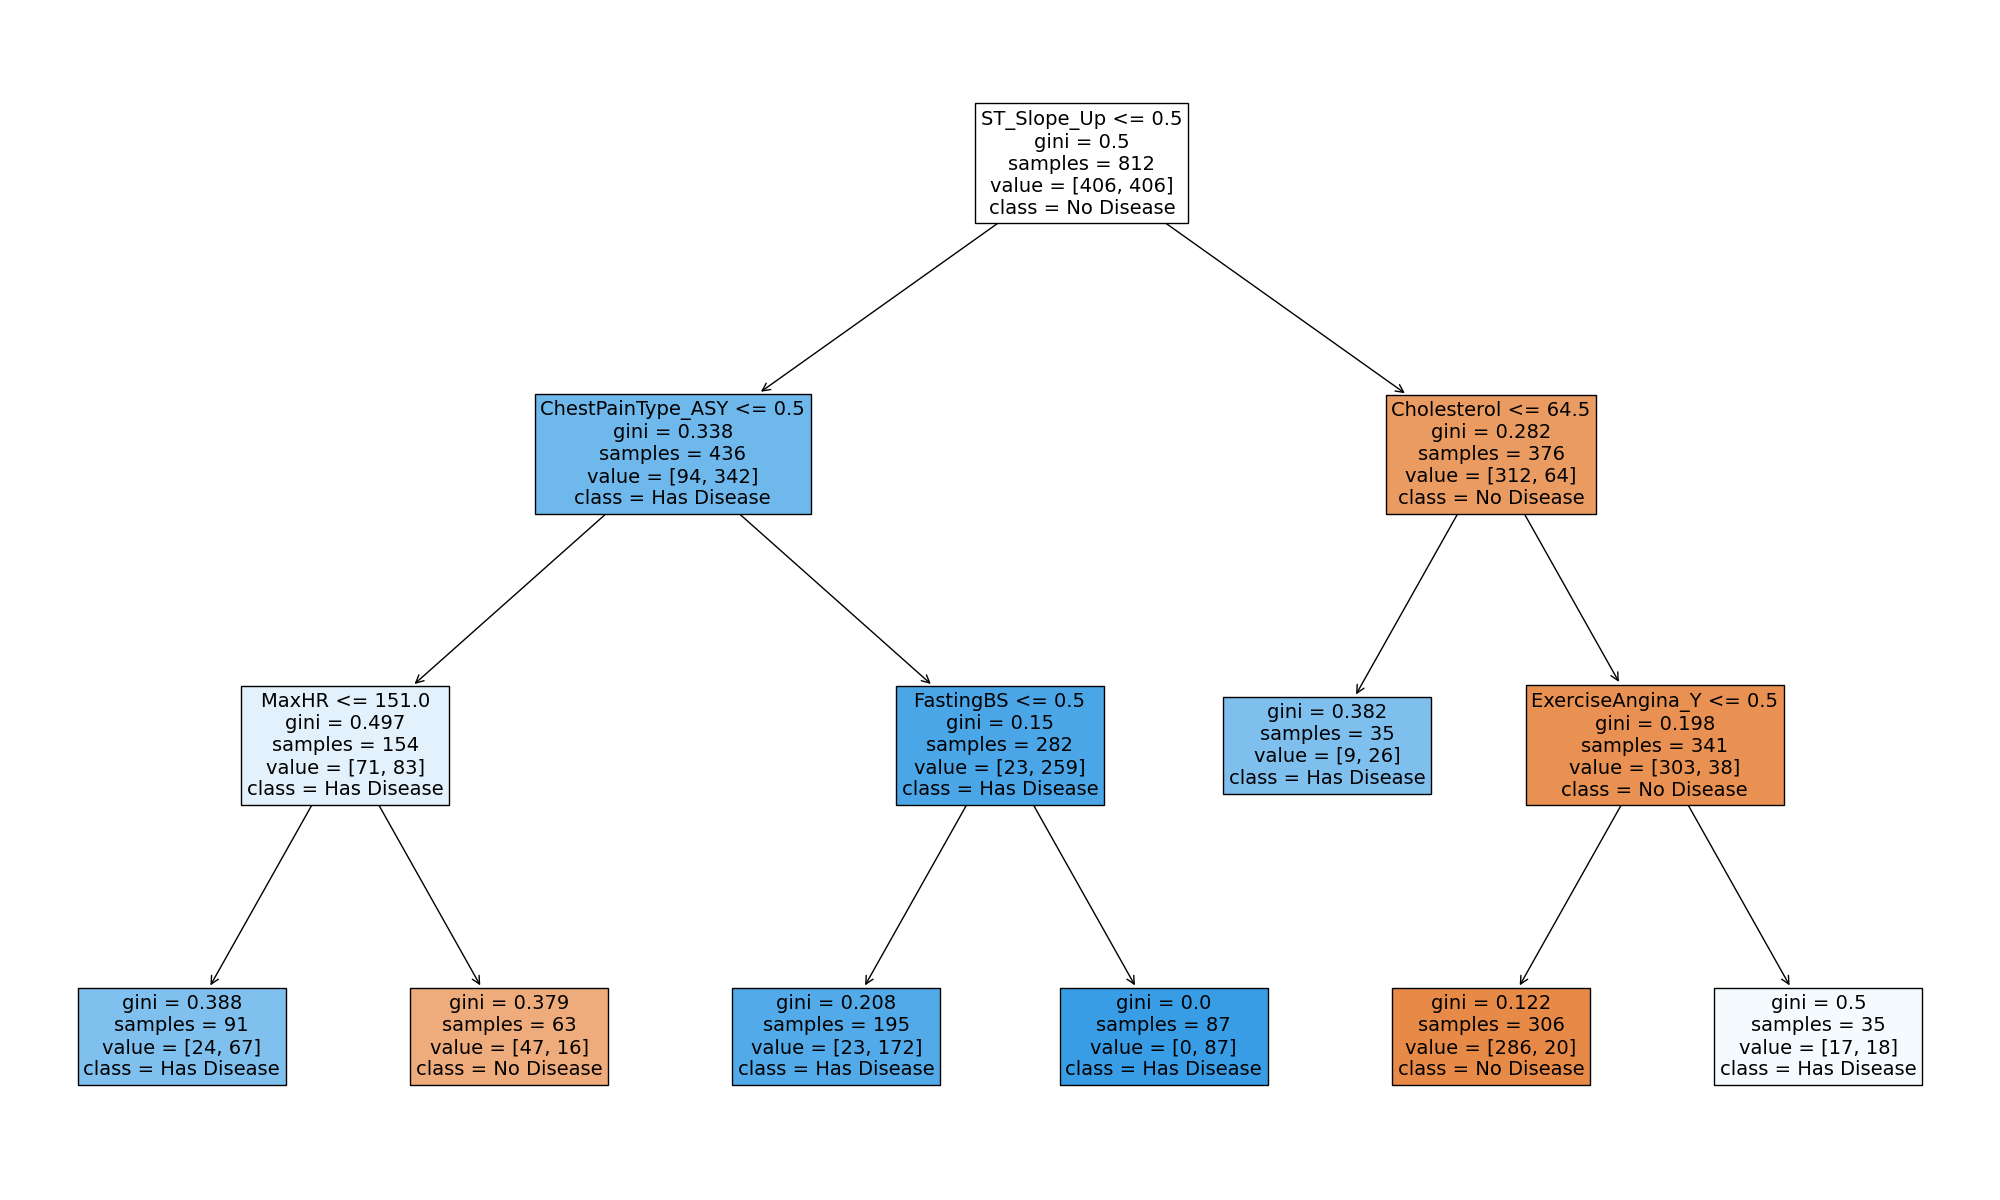 ST_Slope_Up <= 0.5
gini = 0.5
samples = 812
value = [406, 406]
class = No Disease
ChestPainType_ASY <= 0.5
gini = 0.338
samples = 436
value = [94, 342]
class = Has Disease
Cholesterol <= 64.5
gini = 0.282
samples = 376
value = [312, 64]
class = No Disease
MaxHR <= 151.0
gini = 0.497
samples = 154
value = [71, 83]
class = Has Disease
FastingBS <= 0.5
gini = 0.15
samples = 282
value = [23, 259]
class = Has Disease
gini = 0.382
samples = 35
value = [9, 26]
class = Has Disease
ExerciseAngina_Y <= 0.5
gini = 0.198
samples = 341
value = [303, 38]
class = No Disease
gini = 0.388
samples = 91
value = [24, 67]
class = Has Disease
gini = 0.379
samples = 63
value = [47, 16]
class = No Disease
gini = 0.208
samples = 195
value = [23, 172]
class = Has Disease
gini = 0.0
samples = 87
value = [0, 87]
class = Has Disease
gini = 0.122
samples = 306
value = [286, 20]
class = No Disease
gini = 0.5
samples = 35
value = [17, 18]
class = Has Disease